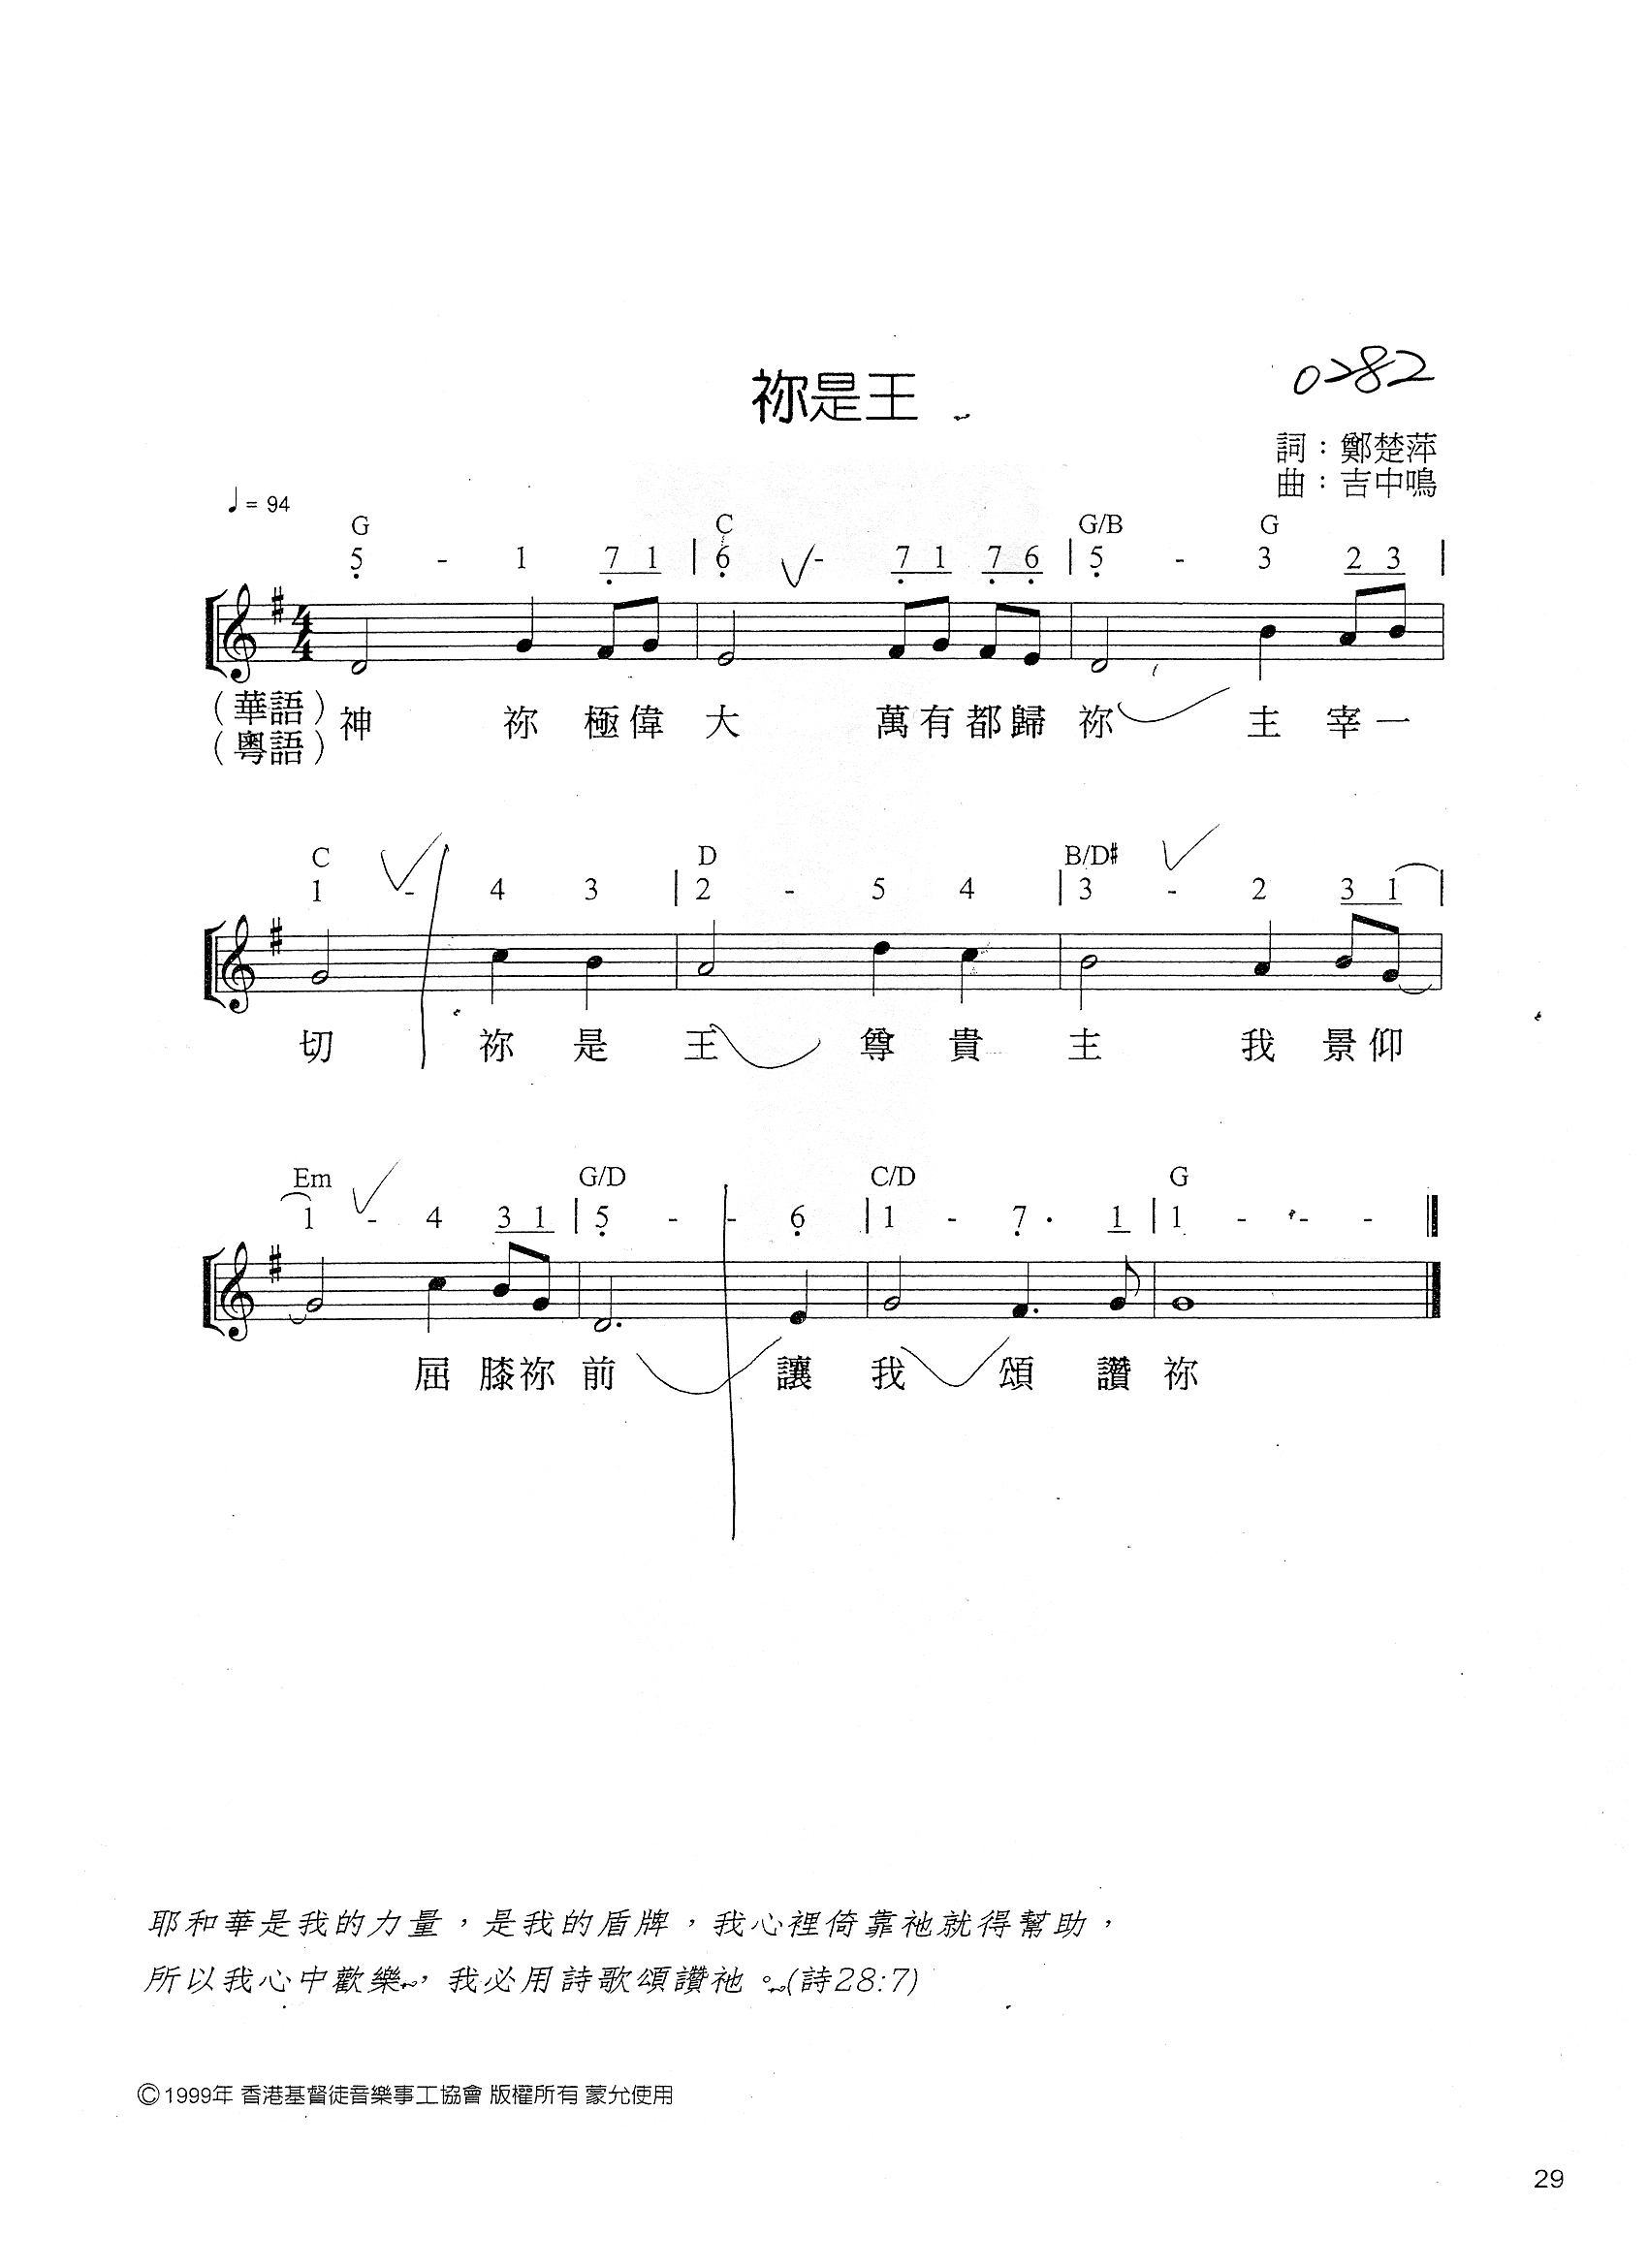 祢是王
0282
詞：鄭楚萍
曲：吉中鳴
♩= 94
G C G/B G
5 - 1 7 1 | 6 - 7 1 7 6 | 5 - 3 2 3 |
4 4
（華語）神 祢 極 偉 大 萬 有 都 歸 祢 主 宰 一
（粵語）
C D B/D#
1 - 4 3 | 2 - 5 4 | 3 - 2 3 1 |
切 祢 是 王 尊 貴 主 我 景 仰
Em G/D C/D G
1 - 4 3 1 | 5 - - 6 | 1 - 7 · 1 | 1 - - - ‖
屈 膝 祢 前 讓 我 頌 讚 祢
耶和華是我的力量，是我的盾牌，我心裡倚靠祂就得幫助，
所以我心中歡樂，我必用詩歌頌讚祂。(詩28:7)
© 1999年 香港基督徒音樂事工協會 版權所有 蒙允使用
29